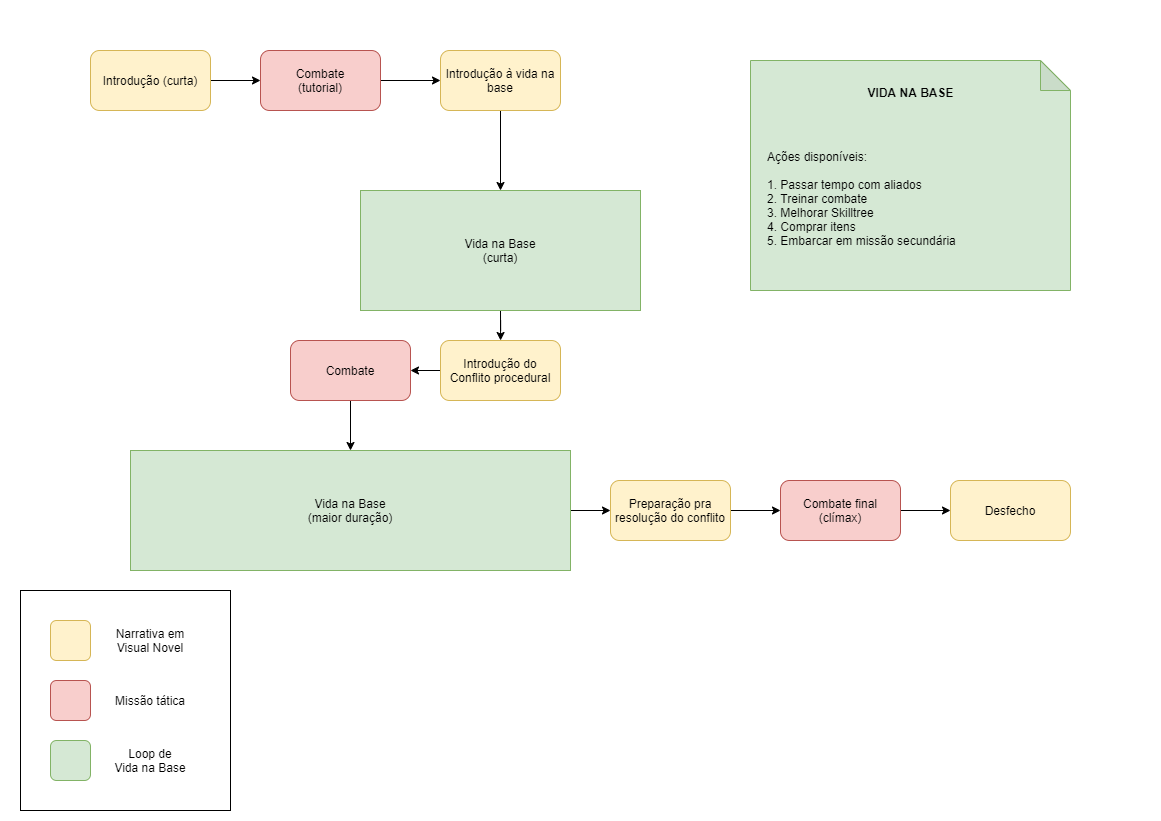 Introdução (curta)
Combate
(tutorial)
Introdução à vida na
base
VIDA NA BASE
Ações disponíveis:
1. Passar tempo com aliados
2. Treinar combate
3. Melhorar Skilltree
4. Comprar itens
5. Embarcar em missão secundária
Vida na Base
(curta)
Combate
Introdução do
Conflito procedural
Vida na Base
(maior duração)
Preparação pra
resolução do conflito
Combate final
(clímax)
Desfecho
Narrativa em
Visual Novel
Missão tática
Loop de
Vida na Base